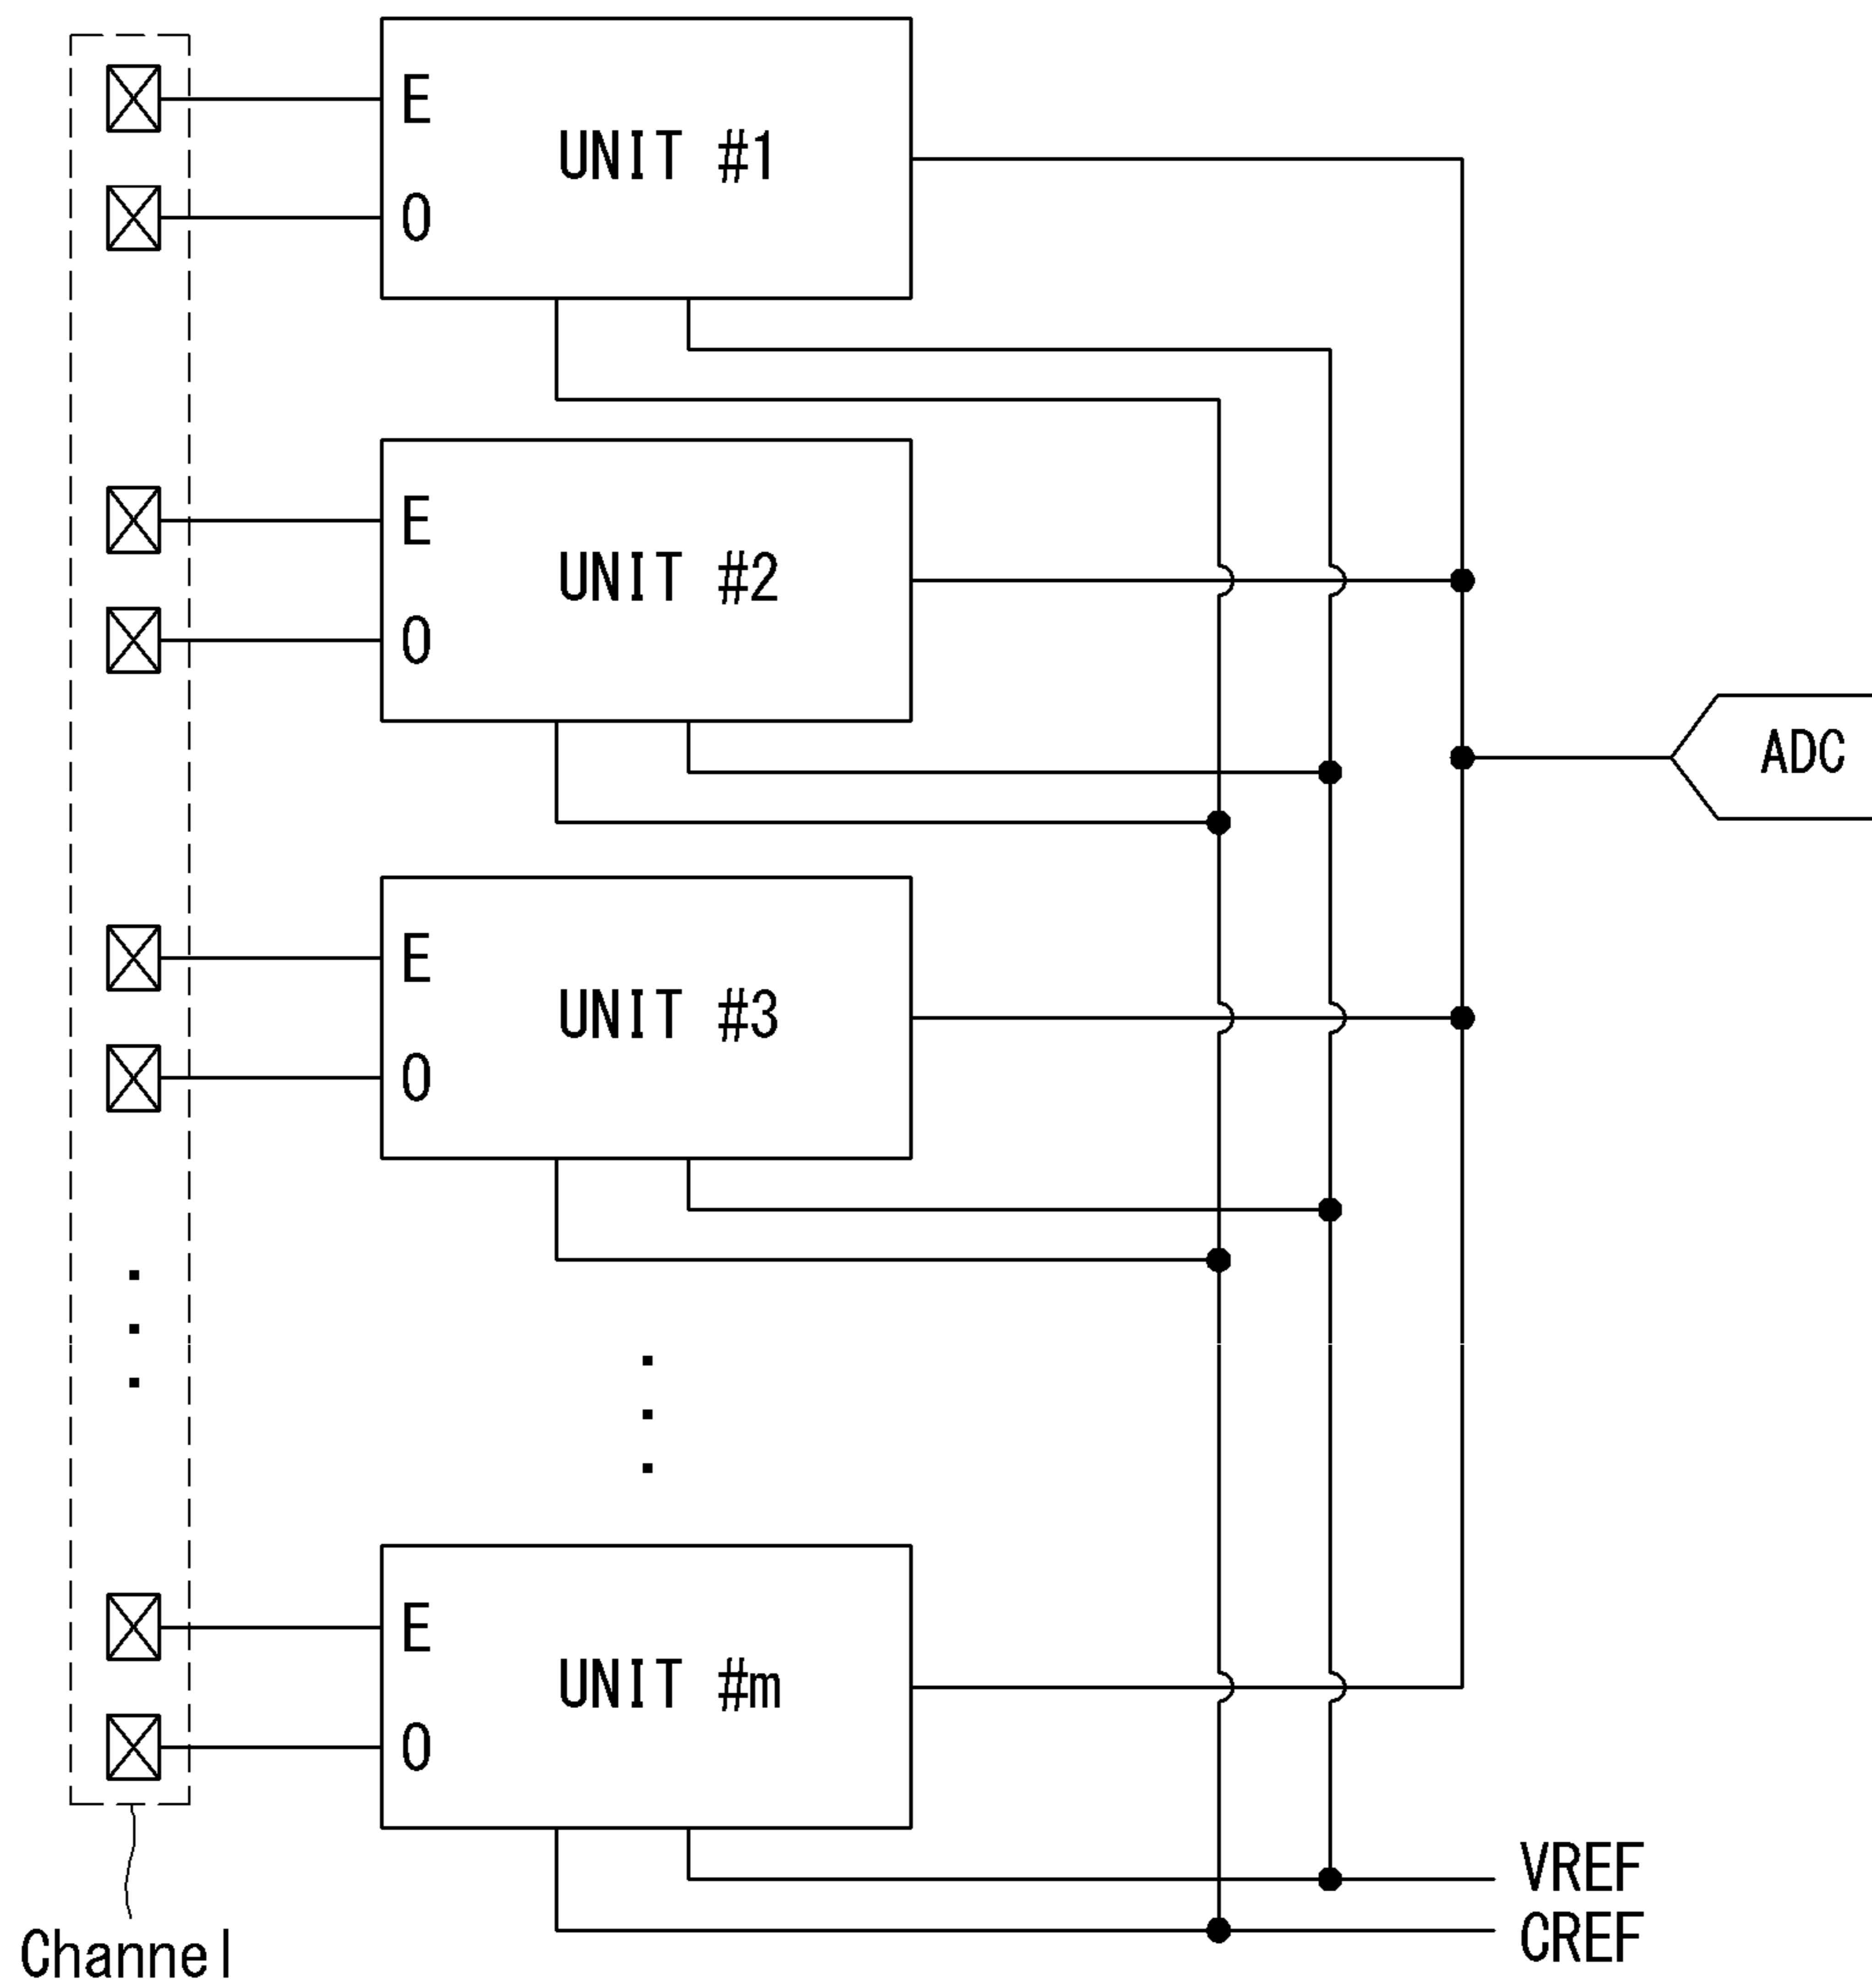 E
UNIT #1
O
E
UNIT #2
O
ADC
E
UNIT #3
O
E
UNIT #m
O
VREF
CREF
Channel